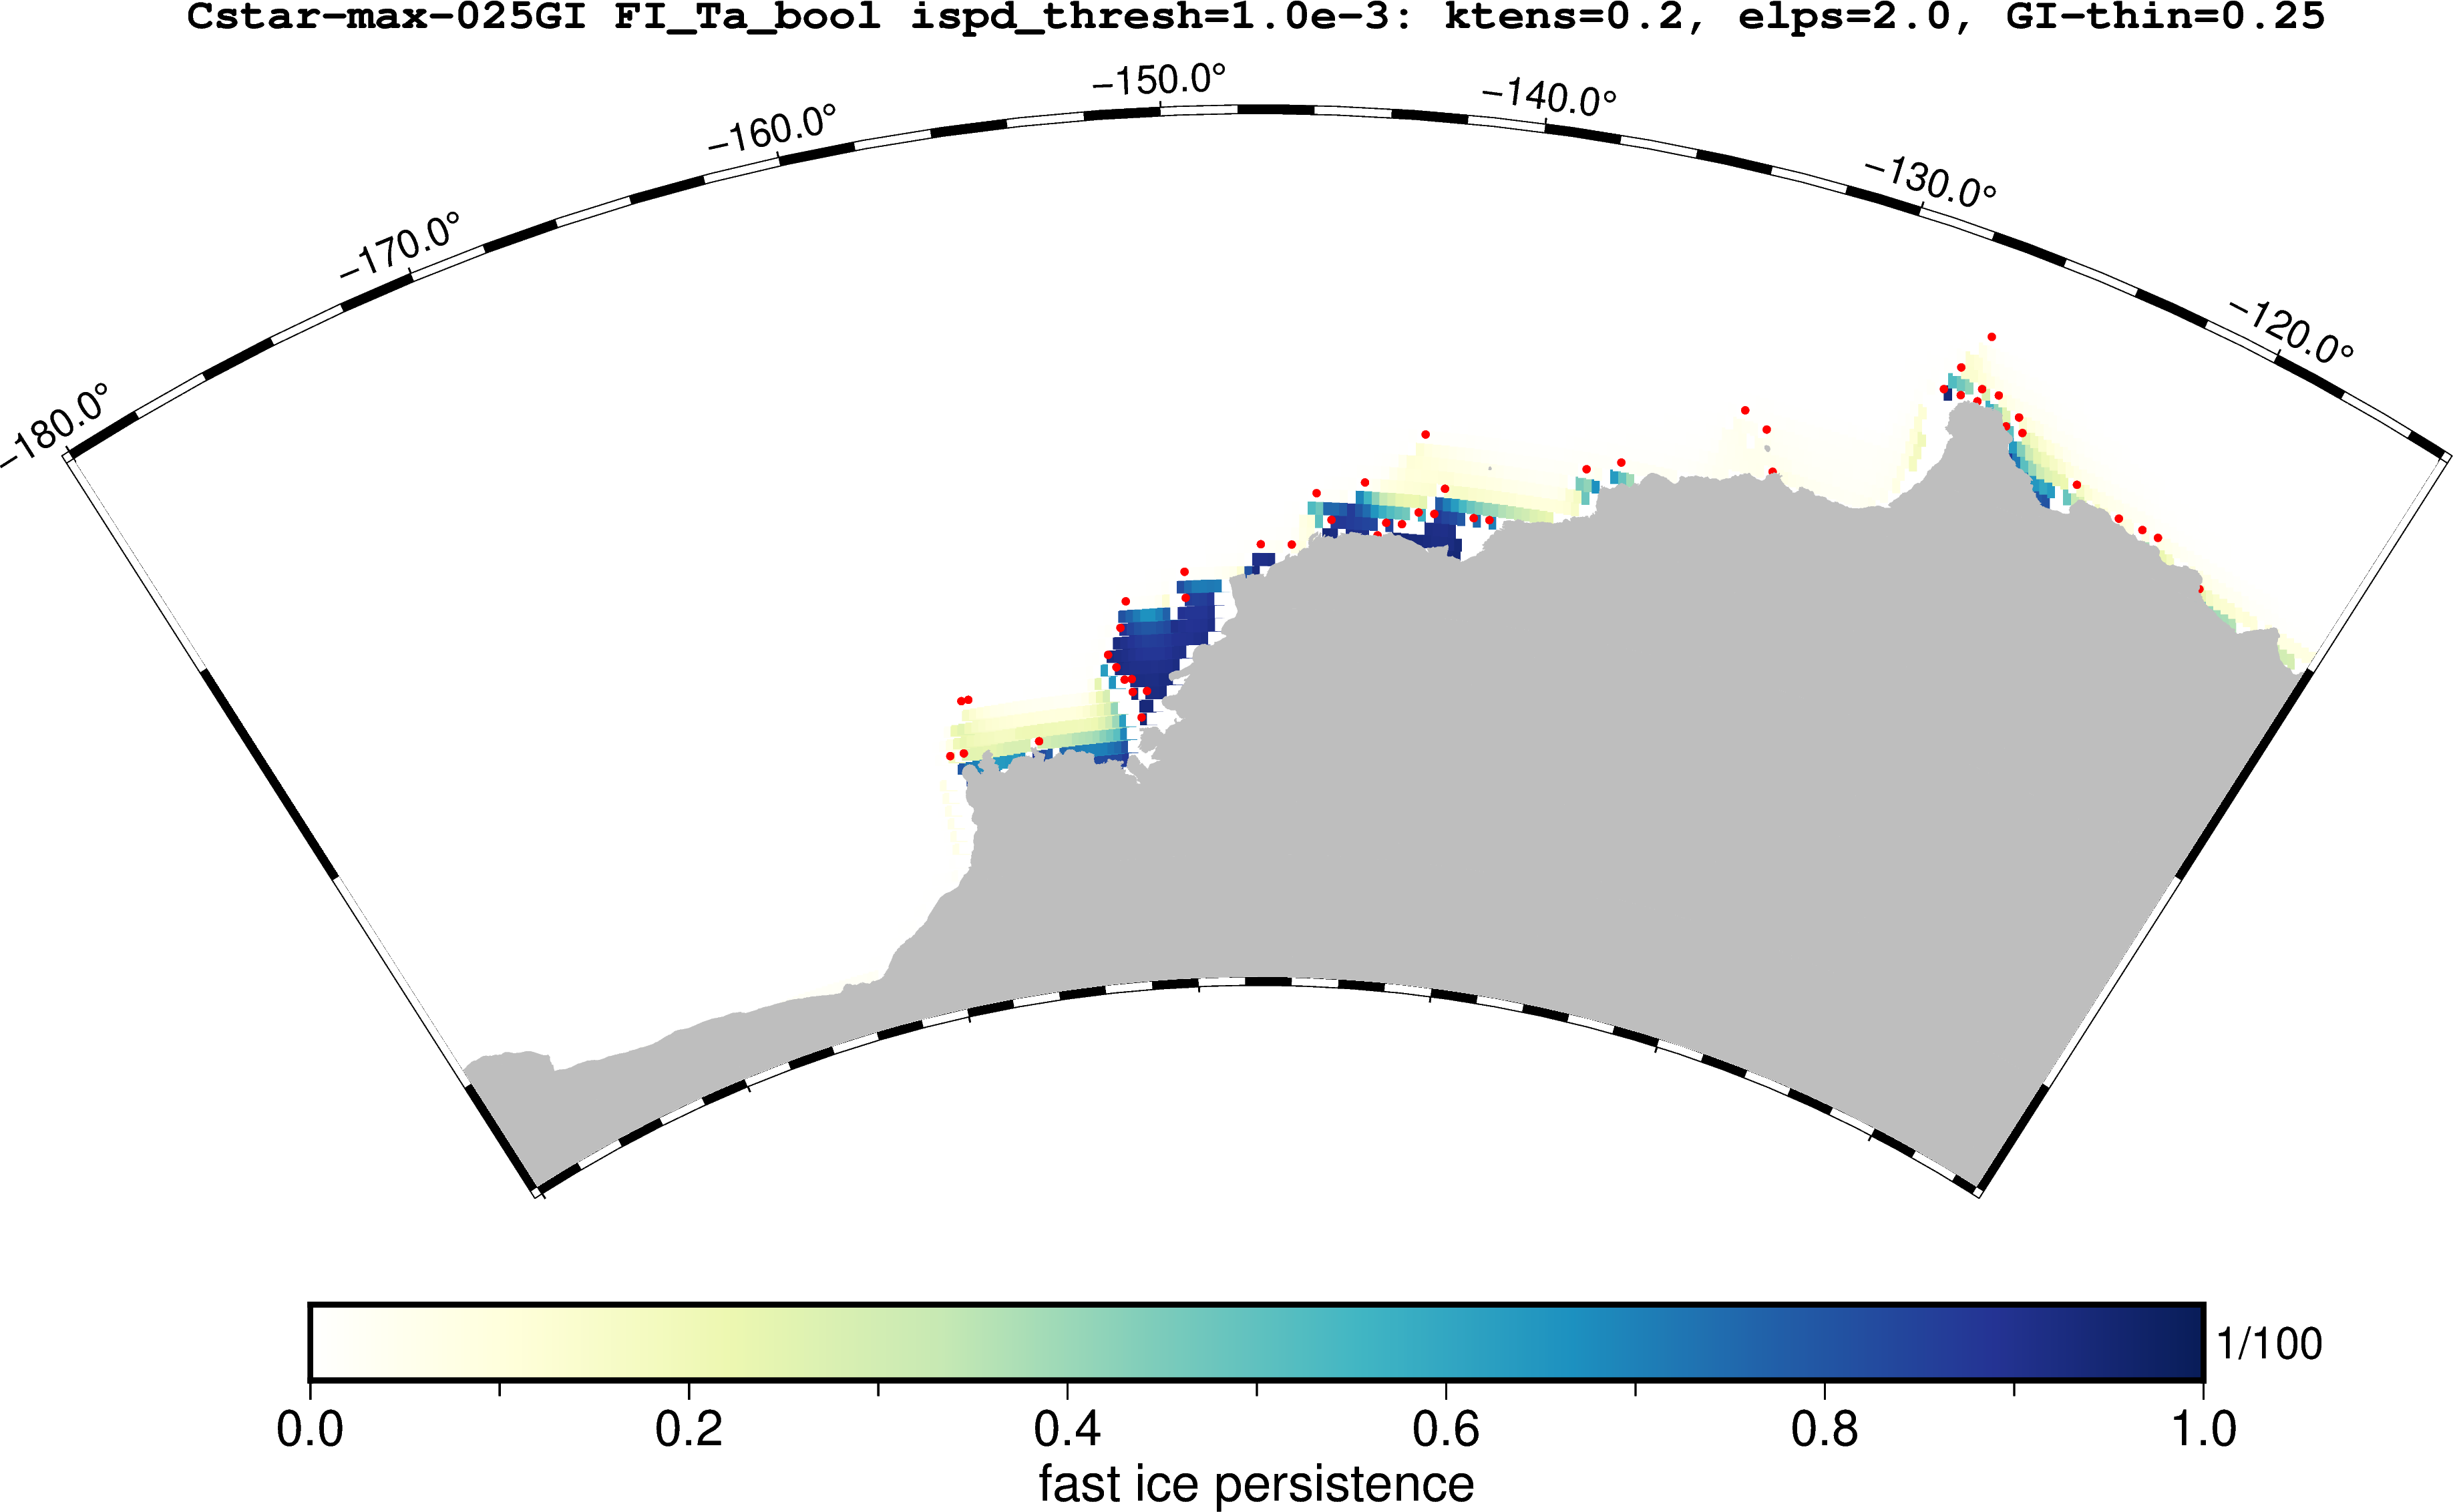 Cstar-max-025GI FI_Ta_bool ispd_thresh=1.0e-3: ktens=0.2, elps=2.0, GI-thin=0.25
-150.0°
-140.0°
-160.0°
-130.0°
-170.0°
-120.0°
-180.0°
1/100
0.0 0.2 0.4 0.6 0.8 1.0
fast ice persistence